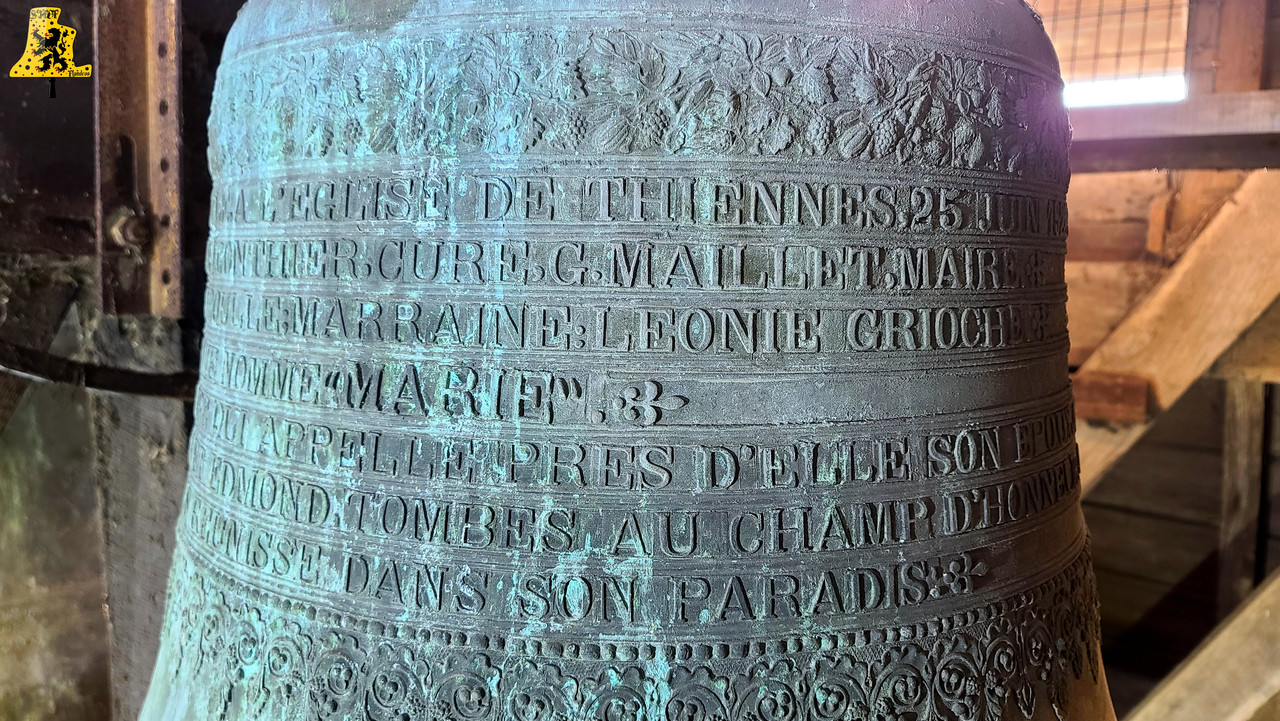 A L'EGLISE DE THIENNES, 25 JUIN
CURE. G. MAILLET. MAIRE
MARRAINE: LEONIE GRIOCHE
NOMME "MARIE".
APPELLE PRES D'ELLE SON EPOUX
EDMOND TOMBES AU CHAMP D'HONNEUR
REUNISSE DANS SON PARADIS.